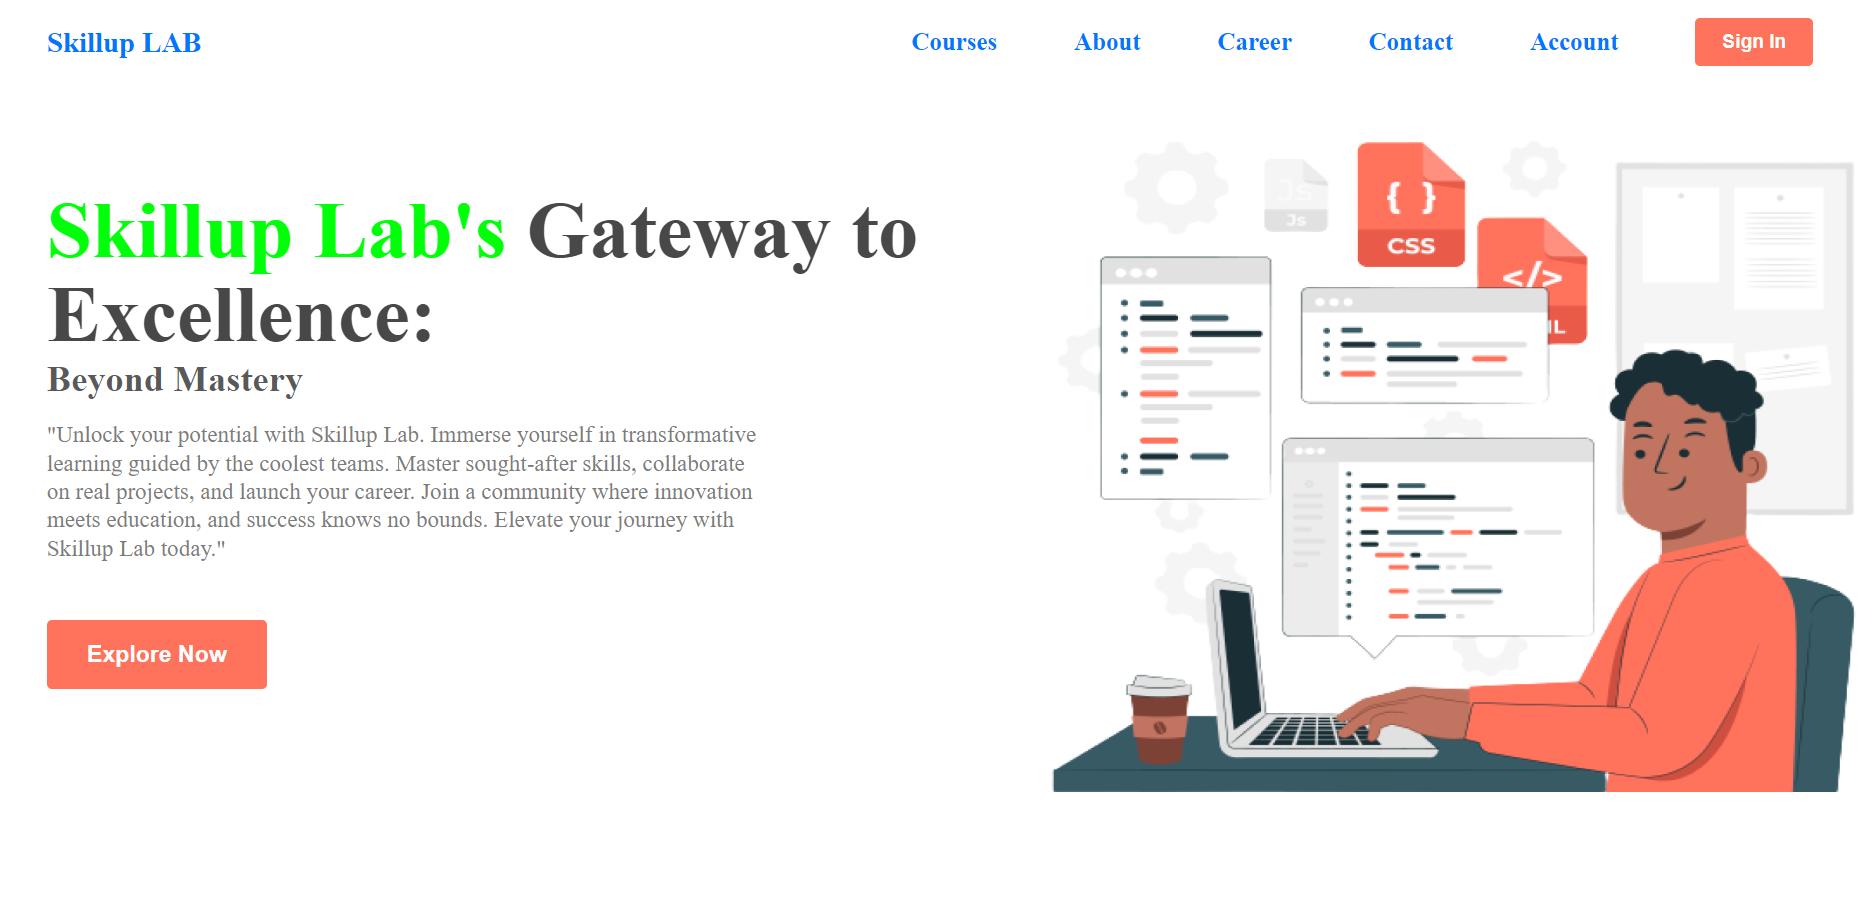 Skillup LAB
Courses
About
Career
Contact
Account
Sign In
Skillup Lab's Gateway to
Excellence:
Beyond Mastery
"Unlock your potential with Skillup Lab. Immerse yourself in transformative
learning guided by the coolest teams. Master sought-after skills, collaborate
on real projects, and launch your career. Join a community where innovation
meets education, and success knows no bounds. Elevate your journey with
Skillup Lab today."
Explore Now
Js
Js
{ }
CSS
</>